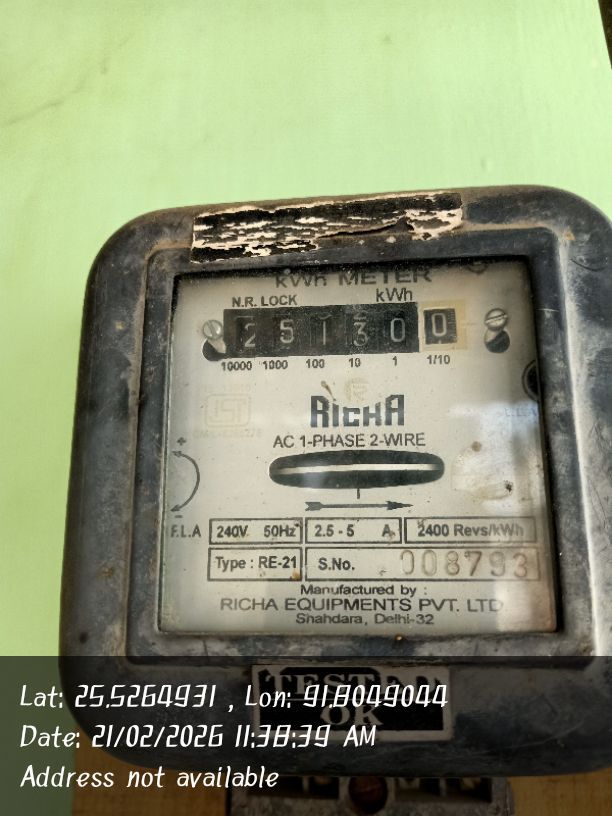 kWh METER
N.R. LOCK kWh
2 5 1 3 0 0
10000 1000 100 10 1 1/10
ISI
RICHA
AC 1-PHASE 2-WIRE
+
-
F.L.A 240V 50Hz 2.5 - 5 A 2400 Revs/kWh
Type : RE-21 S.No. 008793
Manufactured by :
RICHA EQUIPMENTS PVT. LTD
Shahdara, Delhi-32
TEST
OK
Lat: 25.5264931 , Lon: 91.8049044
Date: 21/02/2026 11:38:39 AM
Address not available